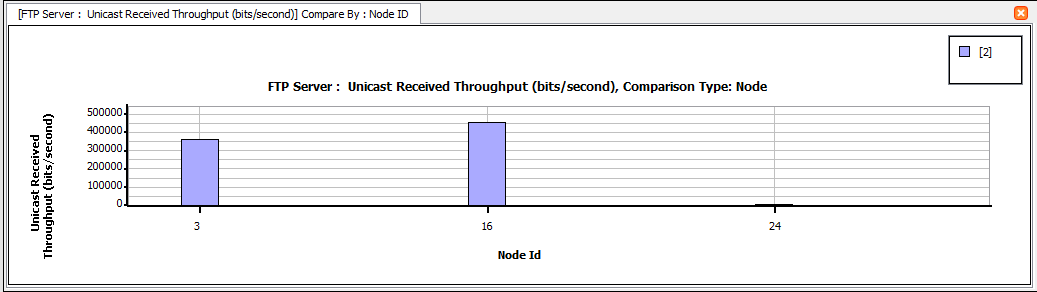 [FTP Server :  Unicast Received Throughput (bits/second)] Compare By : Node ID
[2]
FTP Server :  Unicast Received Throughput (bits/second), Comparison Type: Node
Unicast Received
Throughput (bits/second)
500000
400000
300000
200000
100000
0
3
16
24
Node Id